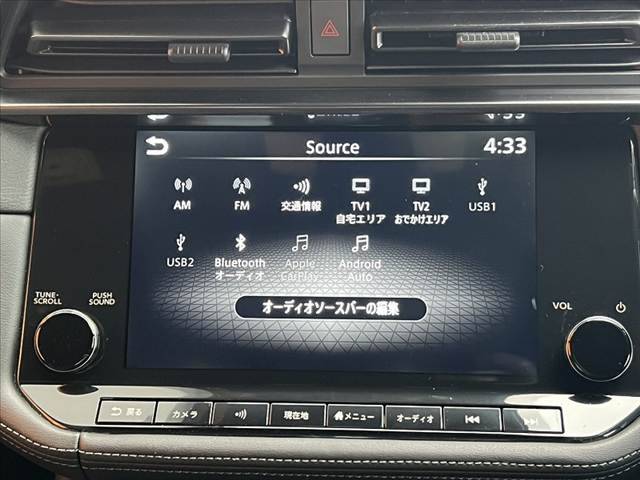 Source 4:33
AM FM 交通情報 TV1 TV2 USB1
自宅エリア おでかけエリア
USB2 Bluetooth Apple Android
オーディオ CarPlay Auto
オーディオソースバーの編集
TUNE-
SCROLL
PUSH
SOUND
VOL
戻る カメラ 現在地 メニュー オーディオ